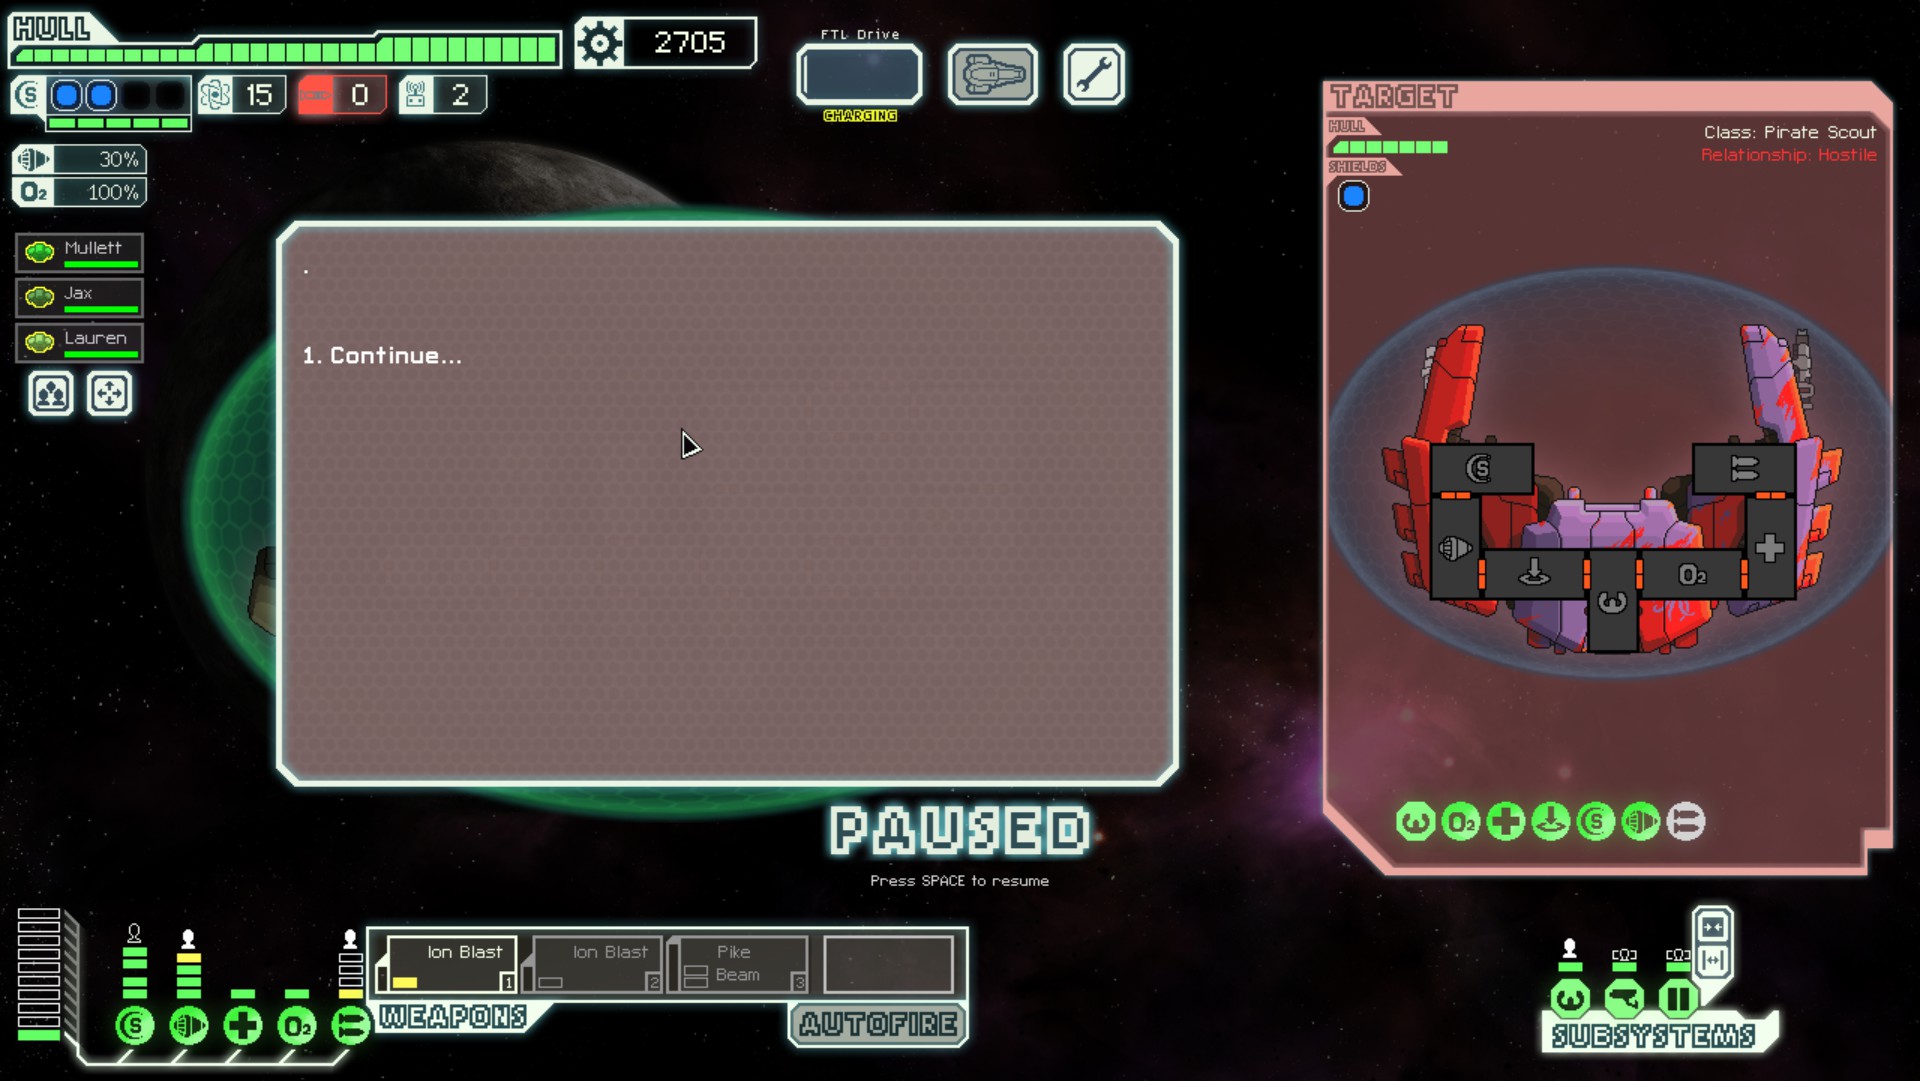 HULL
2705
FTL Drive
CHARGING
15
0
2
30%
O2
100%
Mullett
Jax
Lauren
.
1. Continue...
PAUSED
Press SPACE to resume
TARGET
HULL
Class: Pirate Scout
Relationship: Hostile
SHIELDS
S
S
O2
O2
S
Ion Blast
1
Ion Blast
2
Pike
Beam
3
WEAPONS
AUTOFIRE
S
O2
SUBSYSTEMS